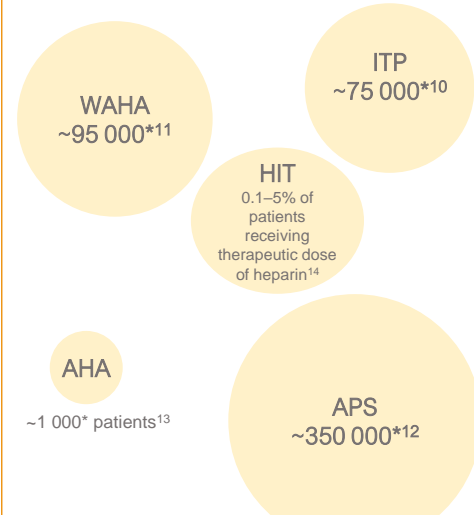 ITP
~75 000*10
WAHA
~95 000*11
HIT
0.1–5% of
patients
receiving
therapeutic dose
of heparin14
AHA
~1 000* patients13
APS
~350 000*12